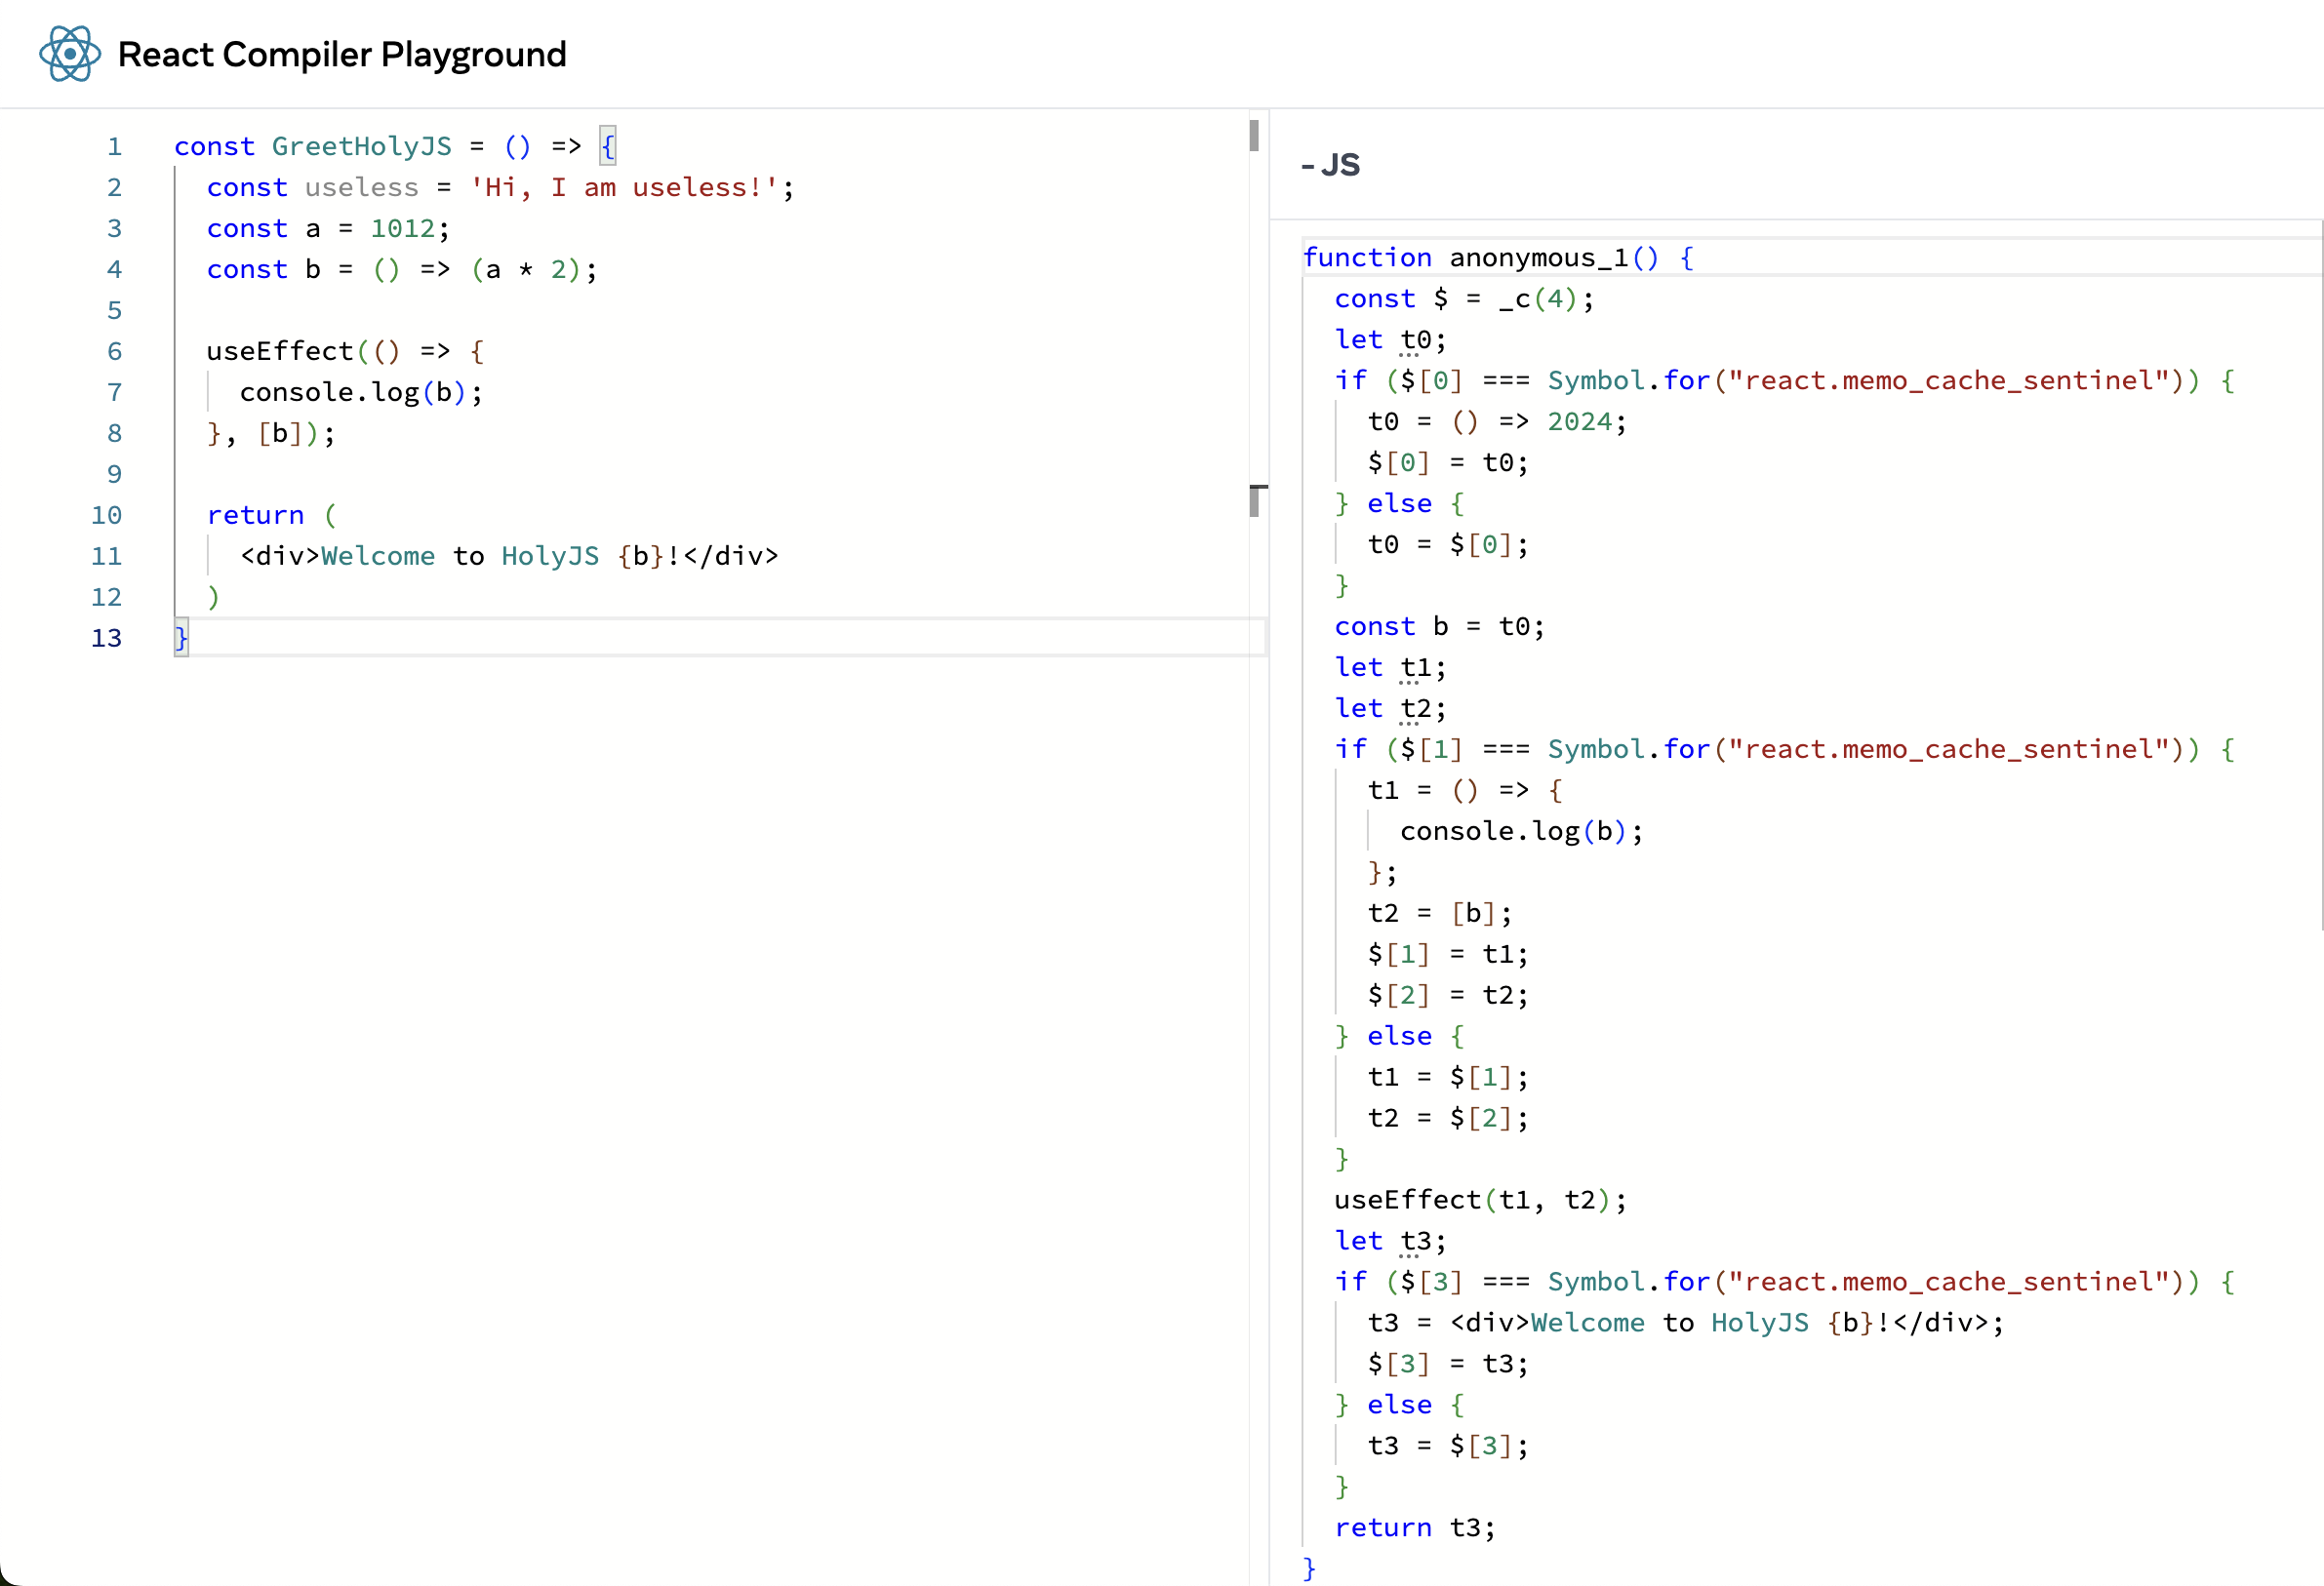 React Compiler Playground
1 const GreetHolyJS = () => {
2   const useless = 'Hi, I am useless!';
3   const a = 1012;
4   const b = () => (a * 2);
5
6   useEffect(() => {
7     console.log(b);
8   }, [b]);
9
10   return (
11     <div>Welcome to HolyJS {b}!</div>
12   )
13 }
- JS
function anonymous_1() {
  const $ = _c(4);
  let t0;
  if ($[0] === Symbol.for("react.memo_cache_sentinel")) {
    t0 = () => 2024;
    $[0] = t0;
  } else {
    t0 = $[0];
  }
  const b = t0;
  let t1;
  let t2;
  if ($[1] === Symbol.for("react.memo_cache_sentinel")) {
    t1 = () => {
      console.log(b);
    };
    t2 = [b];
    $[1] = t1;
    $[2] = t2;
  } else {
    t1 = $[1];
    t2 = $[2];
  }
  useEffect(t1, t2);
  let t3;
  if ($[3] === Symbol.for("react.memo_cache_sentinel")) {
    t3 = <div>Welcome to HolyJS {b}!</div>;
    $[3] = t3;
  } else {
    t3 = $[3];
  }
  return t3;
}